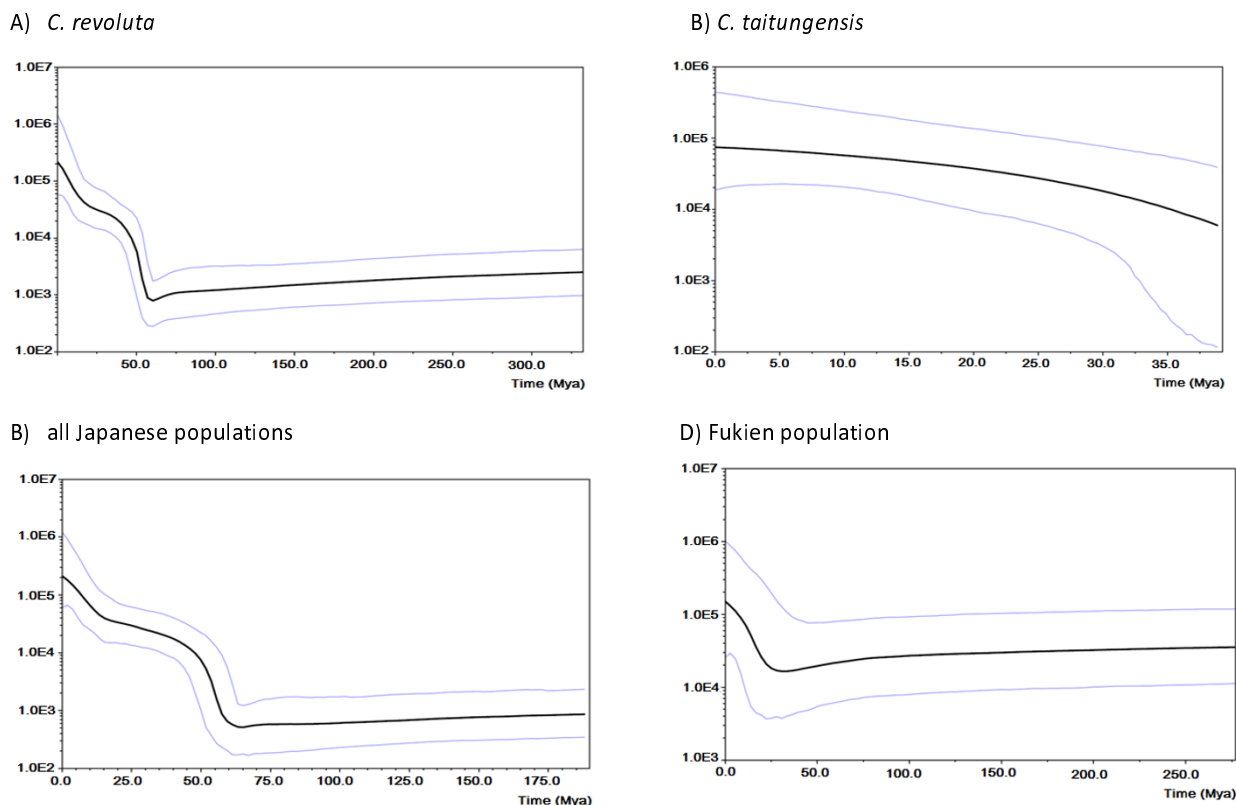 A) C. revoluta
1.0E7
1.0E6
1.0E5
1.0E4
1.0E3
1.0E2
50.0 100.0 150.0 200.0 250.0 300.0
Time (Mya)
B) C. taitungensis
1.0E6
1.0E5
1.0E4
1.0E3
1.0E2
0.0 5.0 10.0 15.0 20.0 25.0 30.0 35.0
Time (Mya)
B) all Japanese populations
1.0E7
1.0E6
1.0E5
1.0E4
1.0E3
1.0E2
0.0 25.0 50.0 75.0 100.0 125.0 150.0 175.0
Time (Mya)
D) Fukien population
1.0E7
1.0E6
1.0E5
1.0E4
1.0E3
0.0 50.0 100.0 150.0 200.0 250.0
Time (Mya)